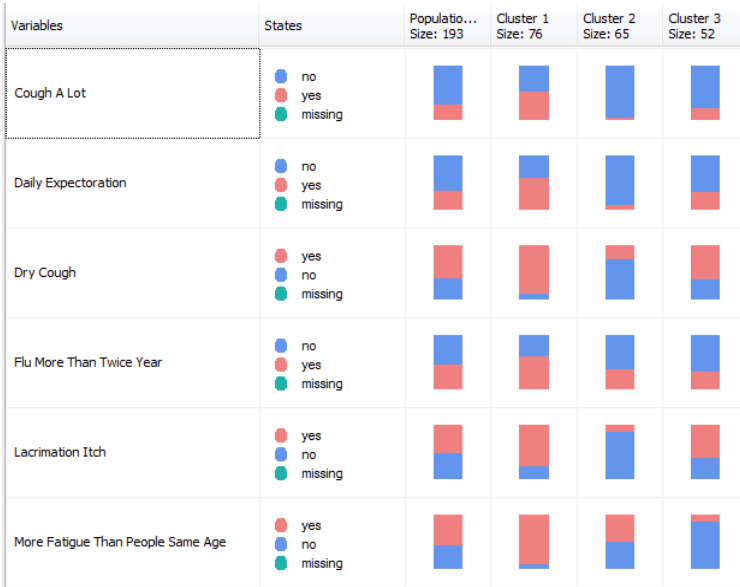 Variables States Populatio... Cluster 1 Cluster 2 Cluster 3
Size: 193 Size: 76 Size: 65 Size: 52
Cough A Lot
no
yes
missing
Daily Expectoration
no
yes
missing
Dry Cough
yes
no
missing
Flu More Than Twice Year
no
yes
missing
Lacrimation Itch
yes
no
missing
More Fatigue Than People Same Age
yes
no
missing